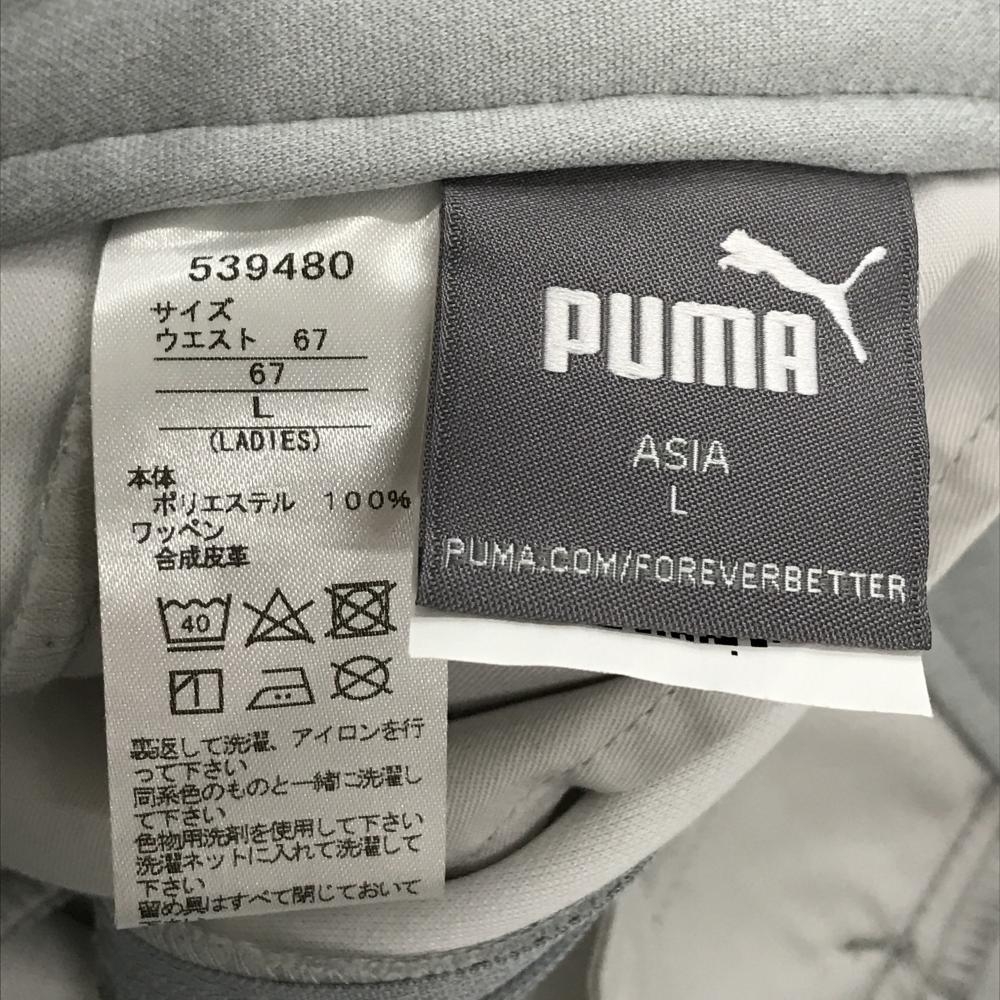 539480
サイズ
ウエスト 67
67
L
(LADIES)
本体
ポリエステル 100%
ワッペン
合成皮革
40
裏返して洗濯、アイロンを行
って下さい
同系色のものと一緒に洗濯し
て下さい
色物用洗剤を使用して下さい
洗濯ネットに入れて洗濯して
下さい
留め具はすべて閉じておいて
PUMA
ASIA
L
PUMA.COM/FOREVERBETTER